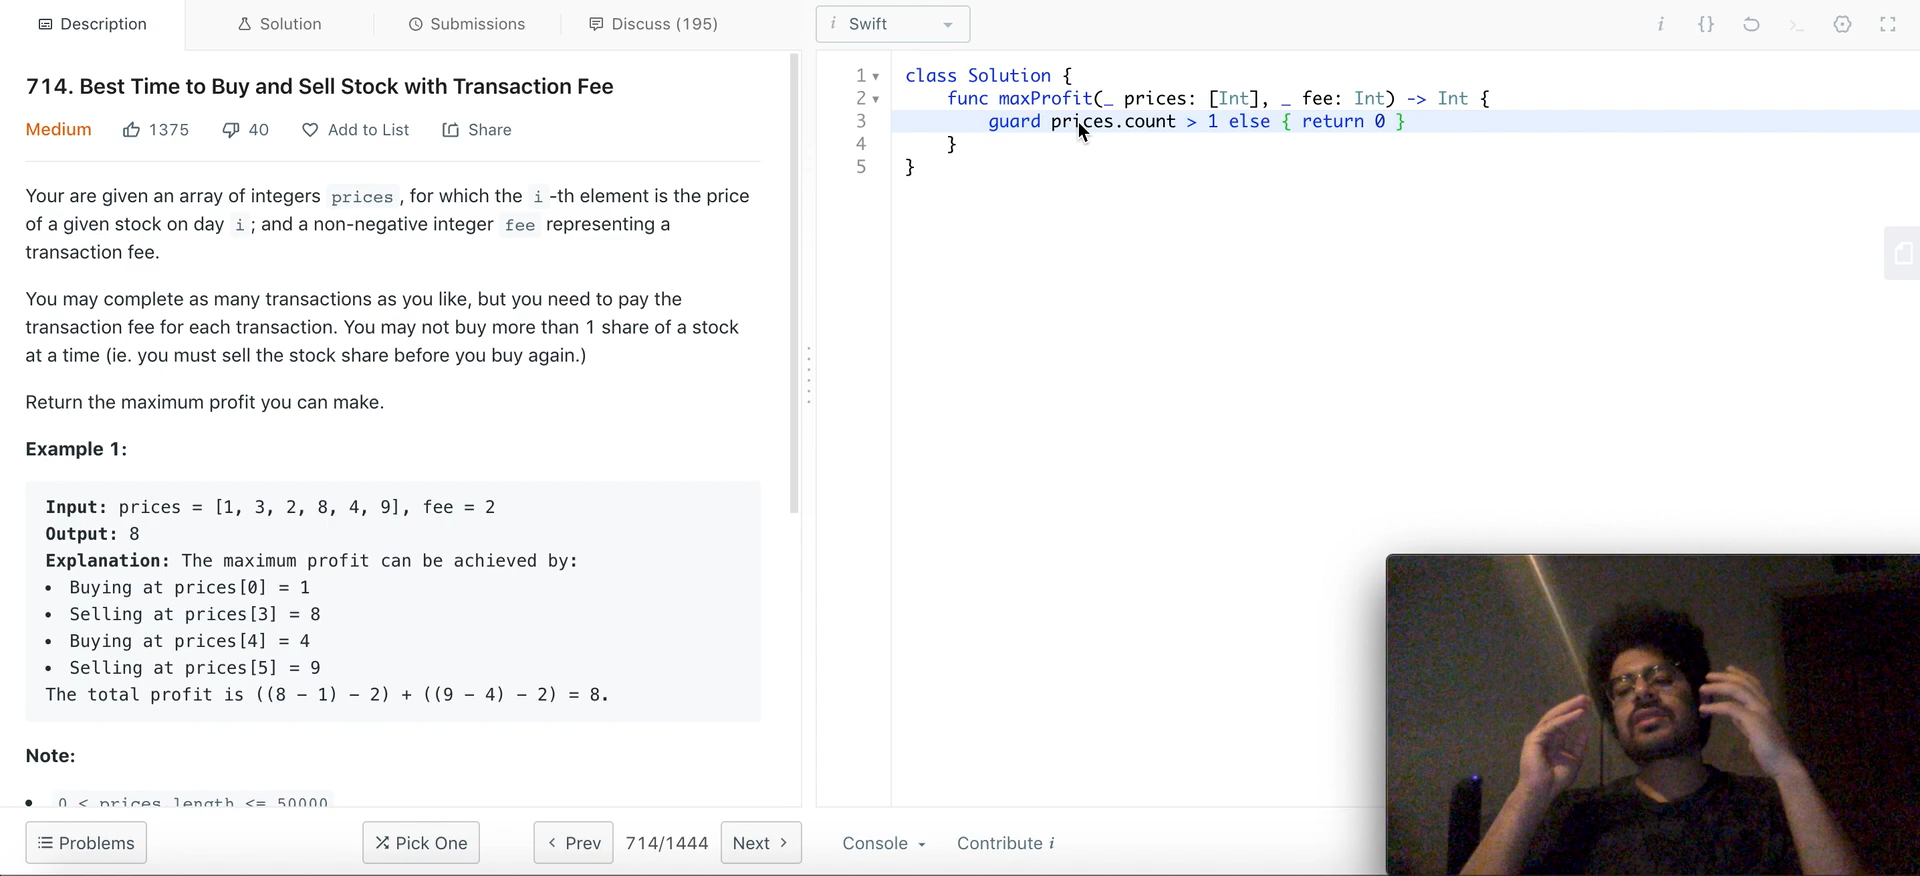 Description
Solution
Submissions
Discuss (195)
i Swift
i {}
714. Best Time to Buy and Sell Stock with Transaction Fee
Medium 1375 40 Add to List Share
Your are given an array of integers prices, for which the i-th element is the price
of a given stock on day i; and a non-negative integer fee representing a
transaction fee.
You may complete as many transactions as you like, but you need to pay the
transaction fee for each transaction. You may not buy more than 1 share of a stock
at a time (ie. you must sell the stock share before you buy again.)
Return the maximum profit you can make.
Example 1:
Input: prices = [1, 3, 2, 8, 4, 9], fee = 2
Output: 8
Explanation: The maximum profit can be achieved by:
• Buying at prices[0] = 1
• Selling at prices[3] = 8
• Buying at prices[4] = 4
• Selling at prices[5] = 9
The total profit is ((8 - 1) - 2) + ((9 - 4) - 2) = 8.
Note:
• 0 < prices.length <= 50000
1 class Solution {
2 func maxProfit(_ prices: [Int], _ fee: Int) -> Int {
3 guard prices.count > 1 else { return 0 }
4 }
5 }
Problems
Pick One
< Prev
714/1444
Next >
Console
Contribute i